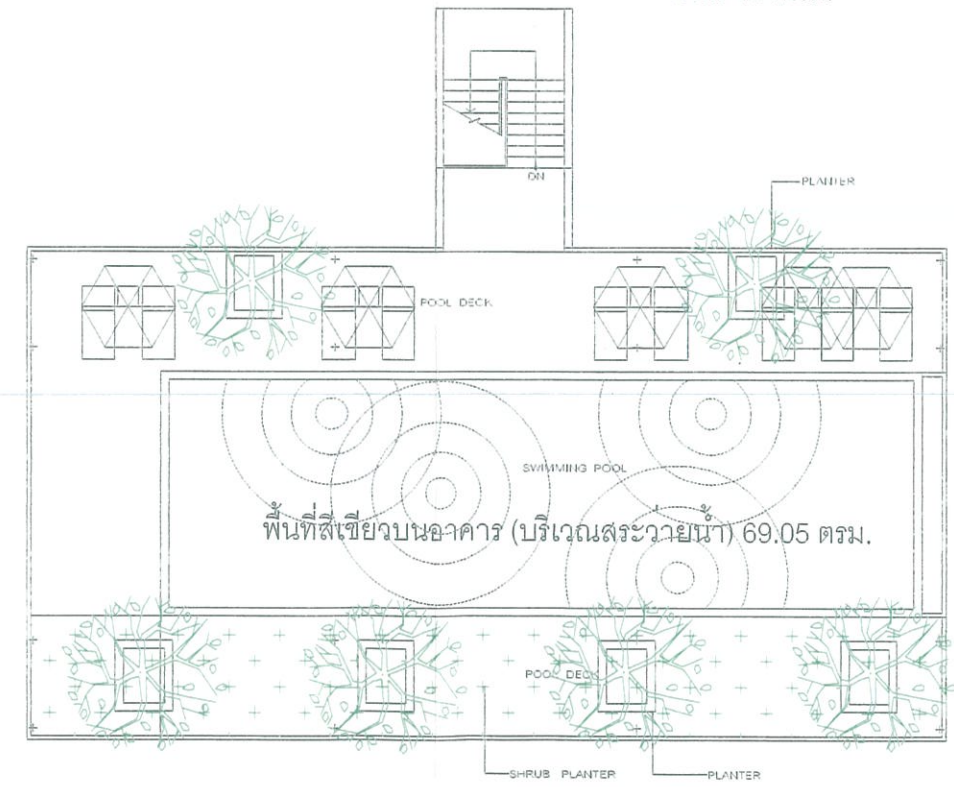 DN
PLANTER
POOL DECK
SWIMMING POOL
พื้นที่สีเขียวบนอาคาร (บริเวณสระว่ายน้ำ) 69.05 ตรม.
POOL DECK
SHRUB PLANTER
PLANTER